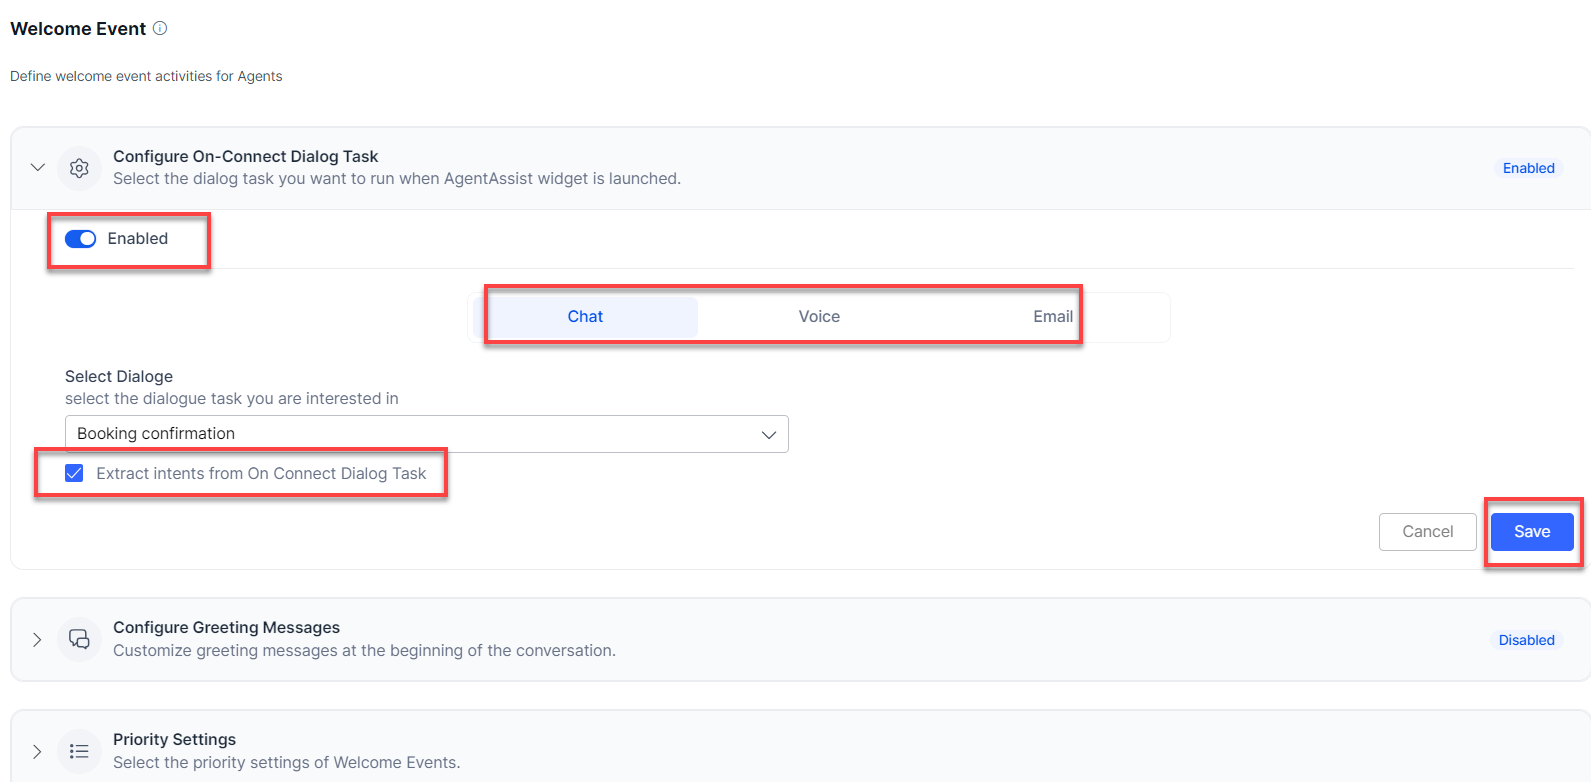 Welcome Event
Define welcome event activities for Agents
Configure On-Connect Dialog Task
Select the dialog task you want to run when AgentAssist widget is launched.
Enabled
Enabled
Chat Voice Email
Select Dialoge
select the dialogue task you are interested in
Booking confirmation
Extract intents from On Connect Dialog Task
Cancel Save
Configure Greeting Messages
Customize greeting messages at the beginning of the conversation.
Disabled
Priority Settings
Select the priority settings of Welcome Events.